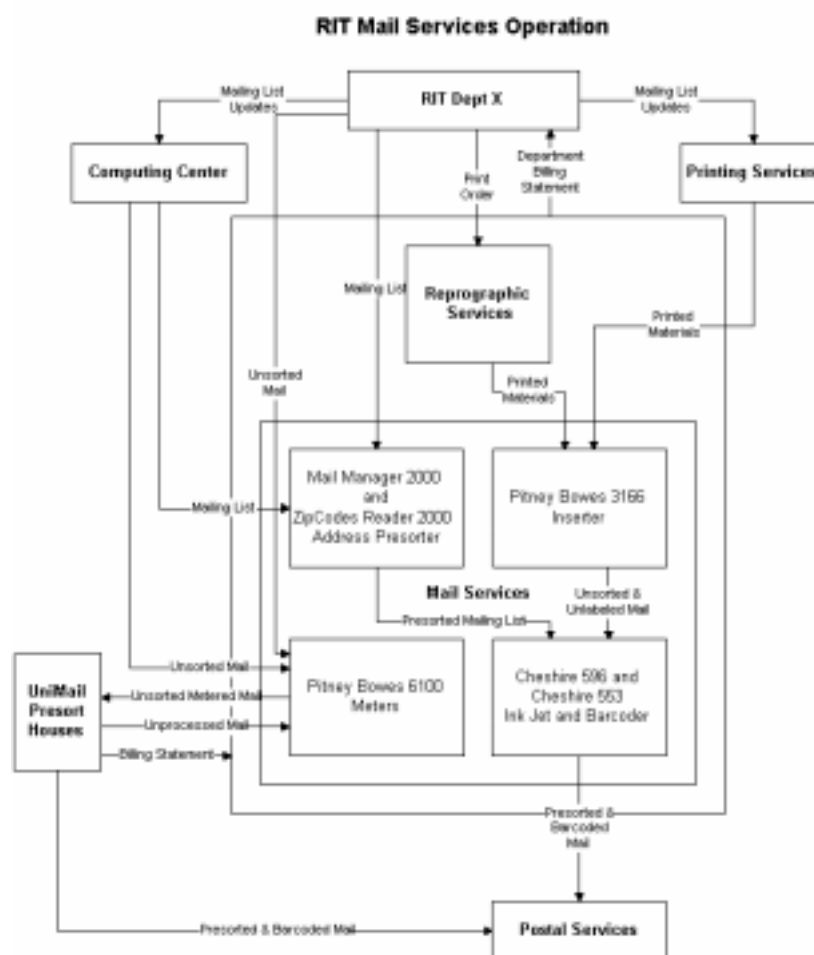 RIT Mail Services Operation
RIT Dept X
Mailing List
Updates
Mailing List
Updates
Computing Center
Printing Services
Print
Order
Department
Billing
Statement
Mailing List
Reprographic
Services
Printed
Materials
Unsorted
Mail
Printed
Materials
Mail Manager 2000
and
ZipCodes Reader 2000
Address Presorter
Pitney Bowes 3166
Inserter
Mailing List
Mail Services
Unsorted &
Unlabeled Mail
Presorted Mailing List
UniMail
Presort
Houses
Unsorted Mail
Unsorted Metered Mail
Unprocessed Mail
Billing Statement
Pitney Bowes 6100
Meters
Cheshire 596 and
Cheshire 553
Ink Jet and Barcoder
Presorted &
Barcoded
Mail
Presorted & Barcoded Mail
Postal Services